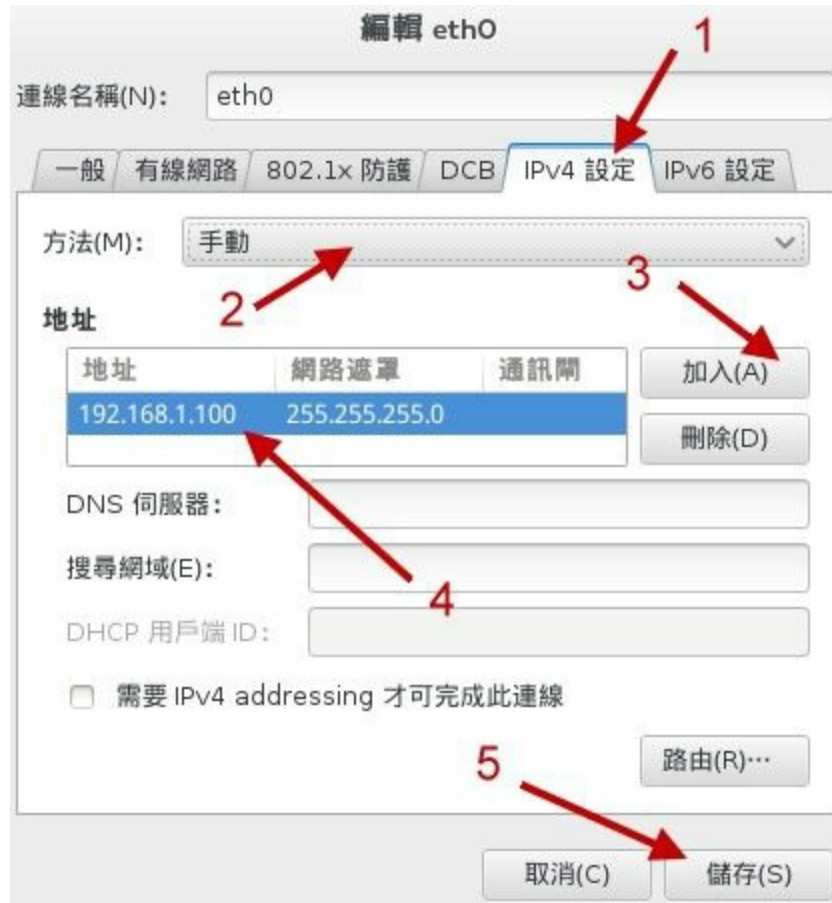 編輯 eth0
1
連線名稱(N): eth0
一般 有線網路 802.1x 防護 DCB IPv4 設定 IPv6 設定
方法(M): 手動
2
3
地址
地址 網路遮罩 通訊閘 加入(A)
192.168.1.100 255.255.255.0
刪除(D)
DNS 伺服器:
搜尋網域(E):
4
DHCP 用戶端 ID:
需要 IPv4 addressing 才可完成此連線
5
路由(R)⋯
取消(C) 儲存(S)